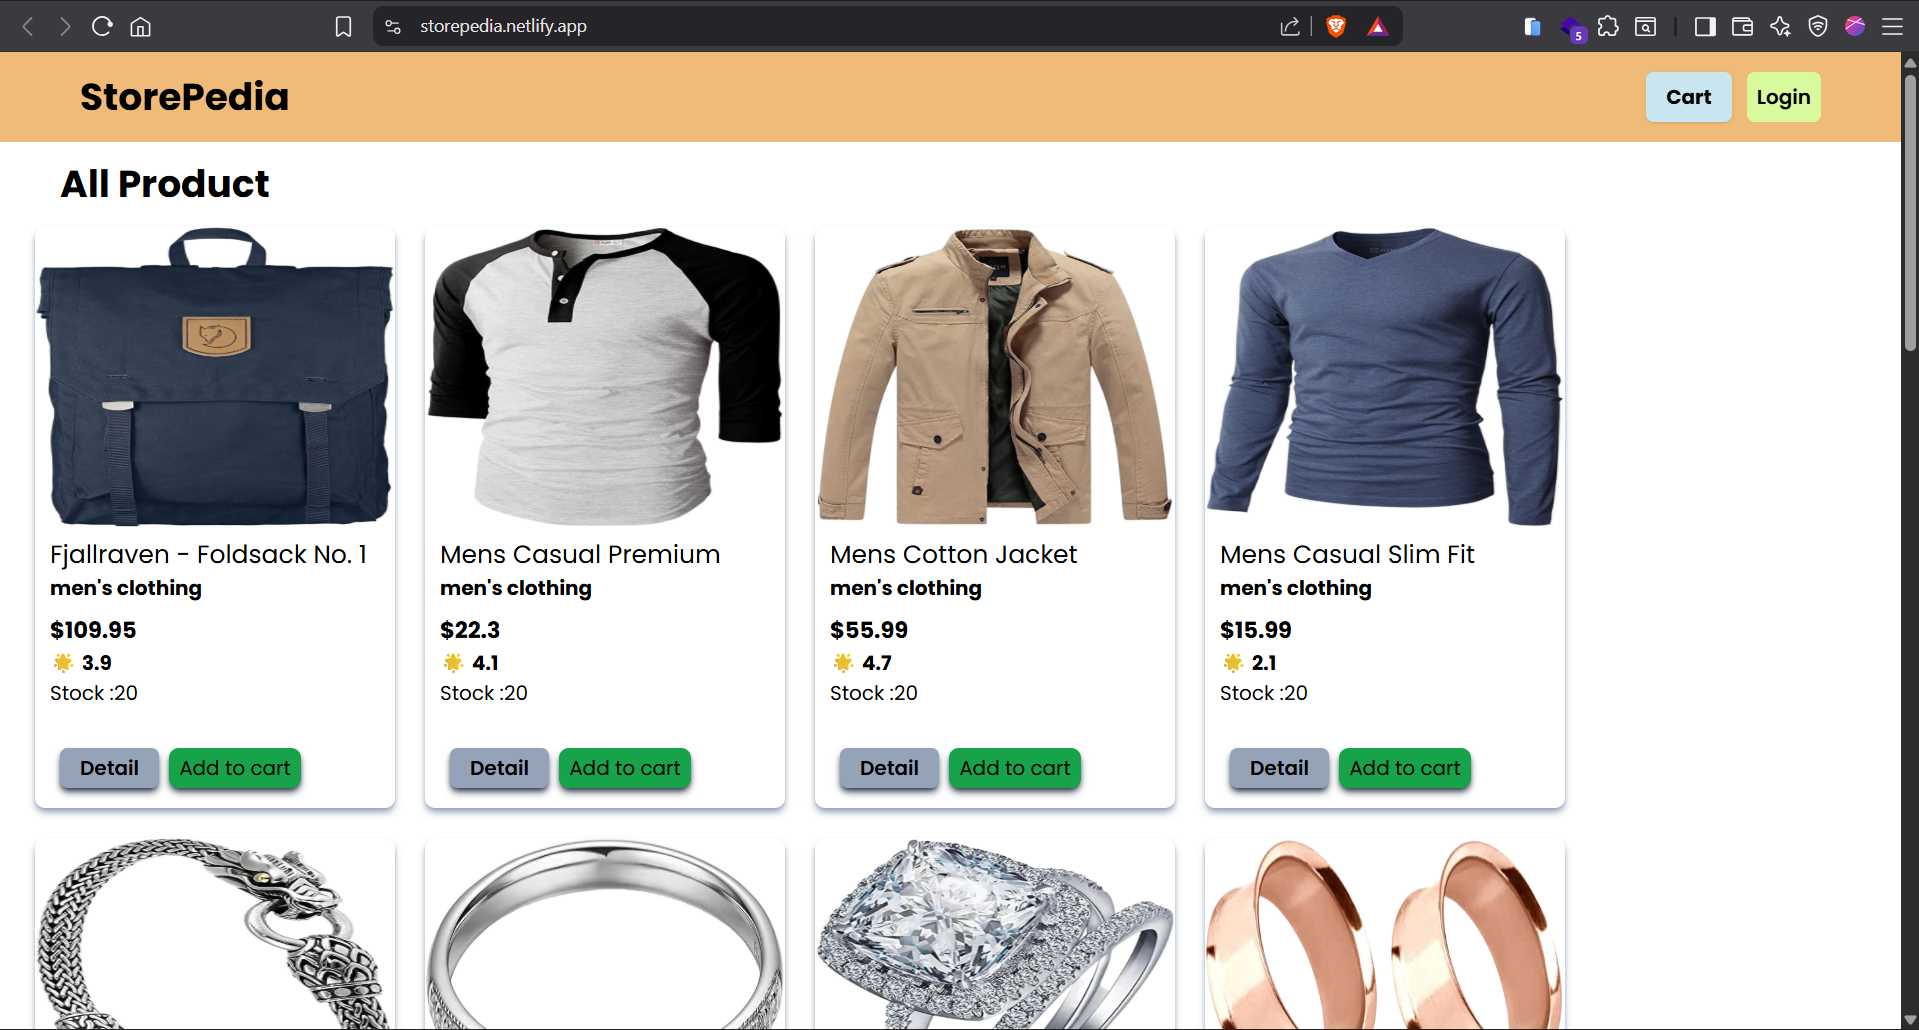 storepedia.netlify.app
5
StorePedia
Cart
Login
All Product
Fjallraven - Foldsack No. 1
men's clothing
$109.95
3.9
Stock :20
Detail
Add to cart
Mens Casual Premium
men's clothing
$22.3
4.1
Stock :20
Detail
Add to cart
Mens Cotton Jacket
men's clothing
$55.99
4.7
Stock :20
Detail
Add to cart
Mens Casual Slim Fit
men's clothing
$15.99
2.1
Stock :20
Detail
Add to cart